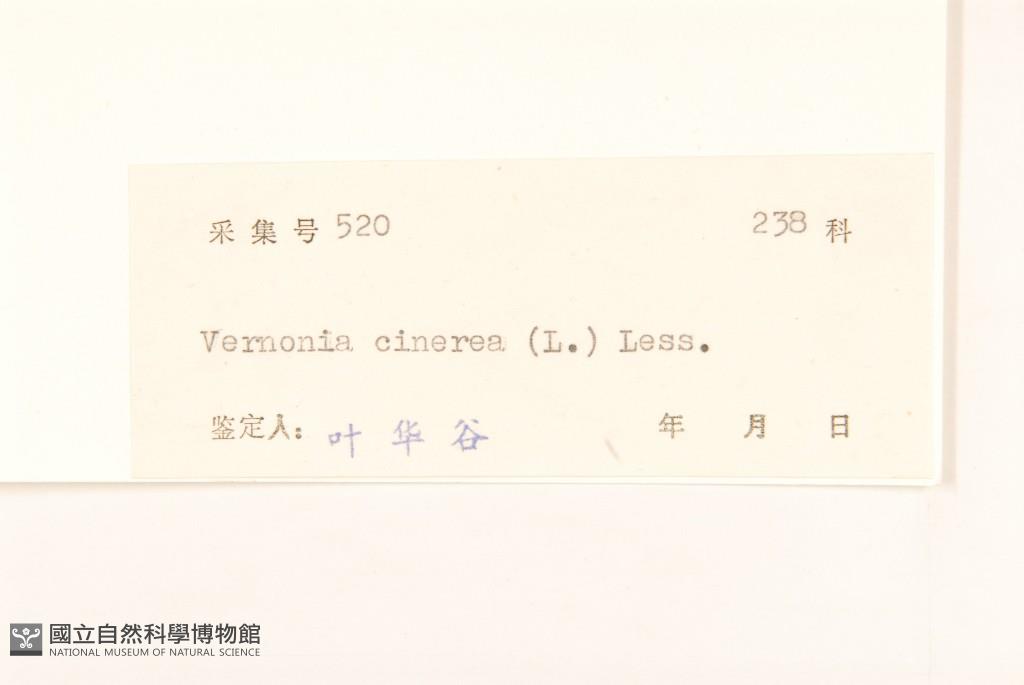 采集号 520 238 科
Vernonia cinerea (L.) Less.
鉴定人: 叶华谷 年 月 日
國立自然科學博物館
NATIONAL MUSEUM OF NATURAL SCIENCE